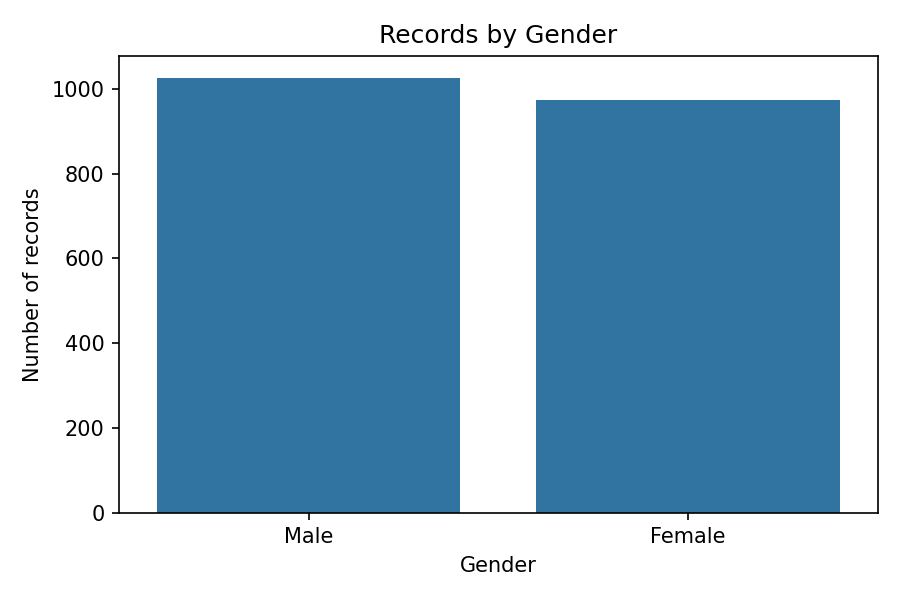 Records by Gender
Number of records
1000
800
600
400
200
0
Male
Female
Gender